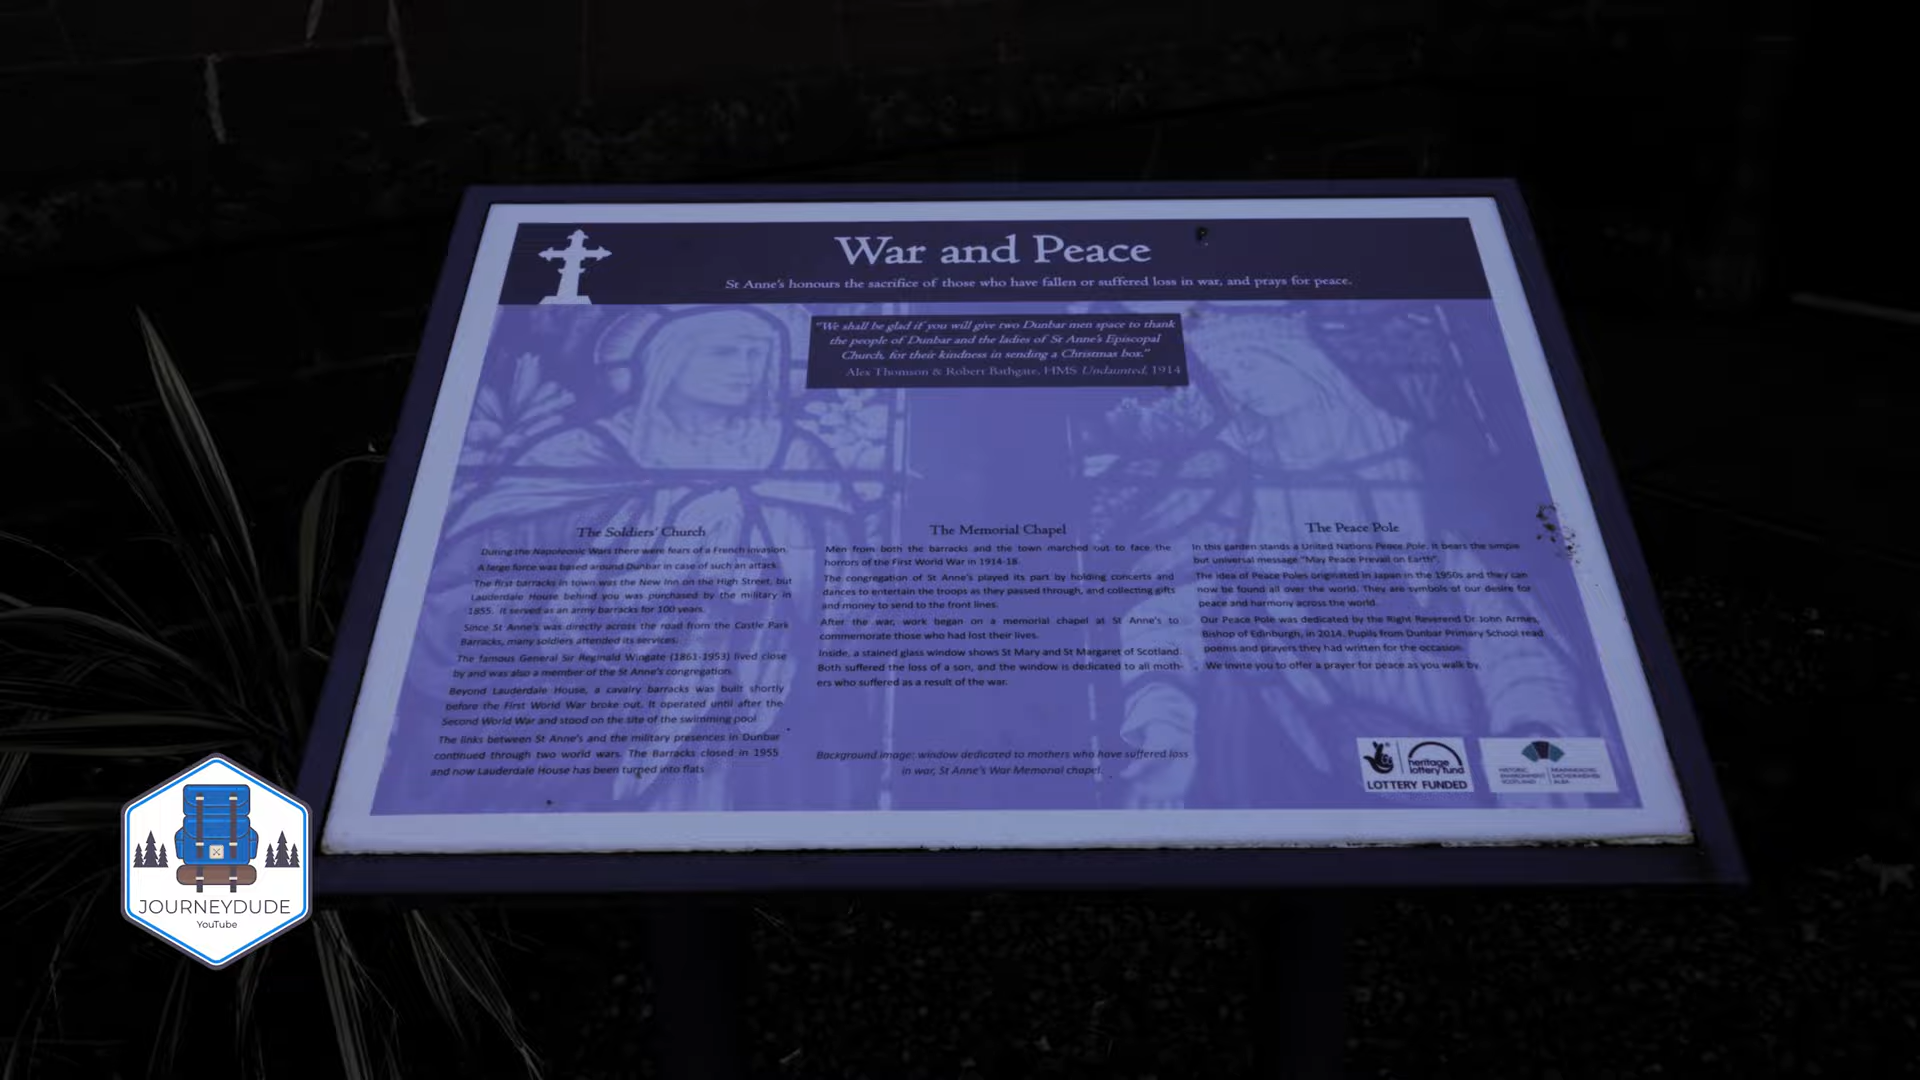 War and Peace
St Anne's honours the sacrifice of those who have fallen or suffered loss in war, and prays for peace.
"We shall be glad if you will give two Dunbar men space to thank
the people of Dunbar and the ladies of St Anne's Episcopal
Church, for their kindness in sending a Christmas box."
Alex Thomson & Robert Bathgate, HMS Undaunted, 1914
The Soldiers' Church
During the Napoleonic Wars there were fears of a French invasion.
A large force was based around Dunbar in case of such an attack.
The first barracks in town was the New Inn on the High Street, but
Lauderdale House behind you was purchased by the military in
1855. It served as an army barracks for 100 years.
Since St Anne's was directly across the road from the Castle Park
Barracks, many soldiers attended its services.
The famous General Sir Reginald Wingate (1861-1953) lived close
by and was also a member of the St Anne's congregation.
Beyond Lauderdale House, a cavalry barracks was built shortly
before the First World War broke out. It operated until after the
Second World War and stood on the site of the swimming pool
The links between St Anne's and the military presences in Dunbar
continued through two world wars. The Barracks closed in 1955
and now Lauderdale House has been turned into flats
The Memorial Chapel
Men from both the barracks and the town marched out to face the
horrors of the First World War in 1914-18.
The congregation of St Anne's played its part by holding concerts and
dances to entertain the troops as they passed through, and collecting gifts
and money to send to the front lines.
After the war, work began on a memorial chapel at St Anne's to
commemorate those who had lost their lives.
Inside, a stained glass window shows St Mary and St Margaret of Scotland.
Both suffered the loss of a son, and the window is dedicated to all moth-
ers who suffered as a result of the war.
Background image: window dedicated to mothers who have suffered loss
in war, St Anne's War Memorial chapel.
The Peace Pole
In this garden stands a United Nations Peace Pole. It bears the simple
but universal message "May Peace Prevail on Earth".
The idea of Peace Poles originated in Japan in the 1950s and they can
now be found all over the world. They are symbols of our desire for
peace and harmony across the world.
Our Peace Pole was dedicated by the Right Reverend Dr John Armes,
Bishop of Edinburgh, in 2014. Pupils from Dunbar Primary School read
poems and prayers they had written for the occasion.
We invite you to offer a prayer for peace as you walk by.
heritage
lottery fund
LOTTERY FUNDED
HISTORIC
ENVIRONMENT
SCOTLAND
ÀRAINNEACHD
EACHDRAIDHEIL
ALBA
JOURNEYDUDE
YouTube